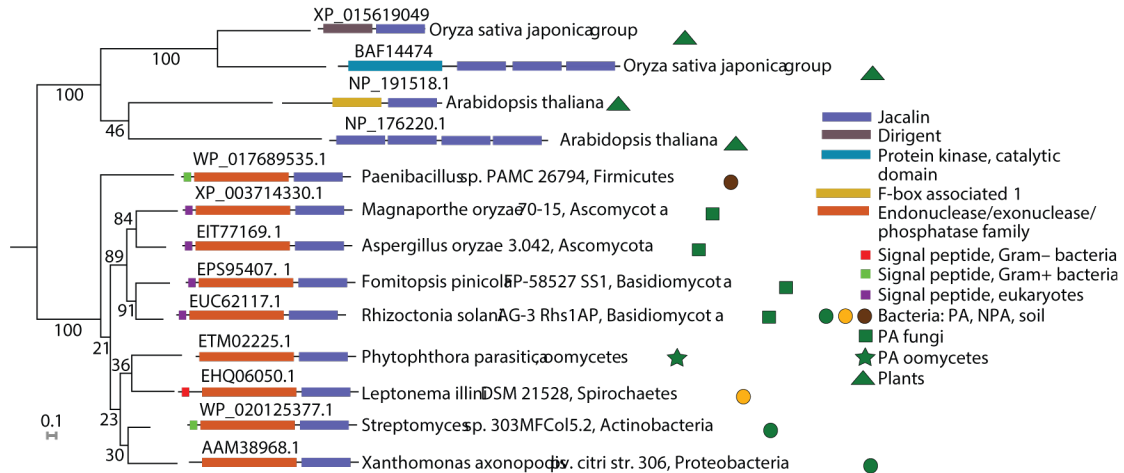 XP_015619049
Oryza sativa japonica group
BAF14474
100
Oryza sativa japonica group
NP_191518.1
100
Arabidopsis thaliana
Jacalin
46
NP_176220.1
Dirigent
Arabidopsis thaliana
Protein kinase, catalytic
domain
WP_017689535.1
Paenibacillus sp. PAMC 26794, Firmicutes
F-box associated 1
XP_003714330.1
Endonuclease/exonuclease/
phosphatase family
84
Magnaporthe oryzae 70-15, Ascomycota
EIT77169.1
Aspergillus oryzae 3.042, Ascomycota
Signal peptide, Gram– bacteria
89
EPS95407. 1
Signal peptide, Gram+ bacteria
Fomitopsis pinicola FP-58527 SS1, Basidiomycota
Signal peptide, eukaryotes
91
EUC62117.1
Rhizoctonia solani AG-3 Rhs1AP, Basidiomycota
Bacteria: PA, NPA, soil
100
PA fungi
21
ETM02225.1
Phytophthora parasitica, oomycetes
PA oomycetes
36
EHQ06050.1
Plants
Leptonema illini DSM 21528, Spirochaetes
WP_020125377.1
23
0.1
Streptomyces sp. 303MFCol5.2, Actinobacteria
AAM38968.1
30
Xanthomonas axonopodis pv. citri str. 306, Proteobacteria